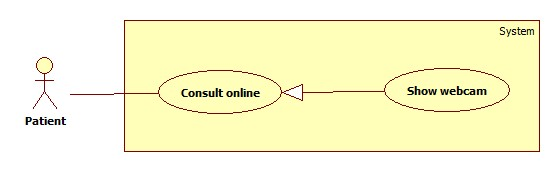 System
Consult online
Show webcam
Patient